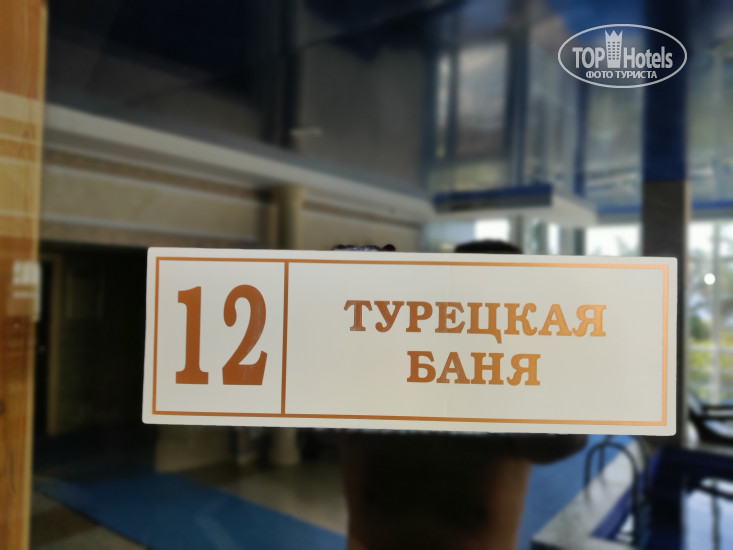 TOP Hotels
ФОТО ТУРИСТА
12
ТУРЕЦКАЯ
БАНЯ